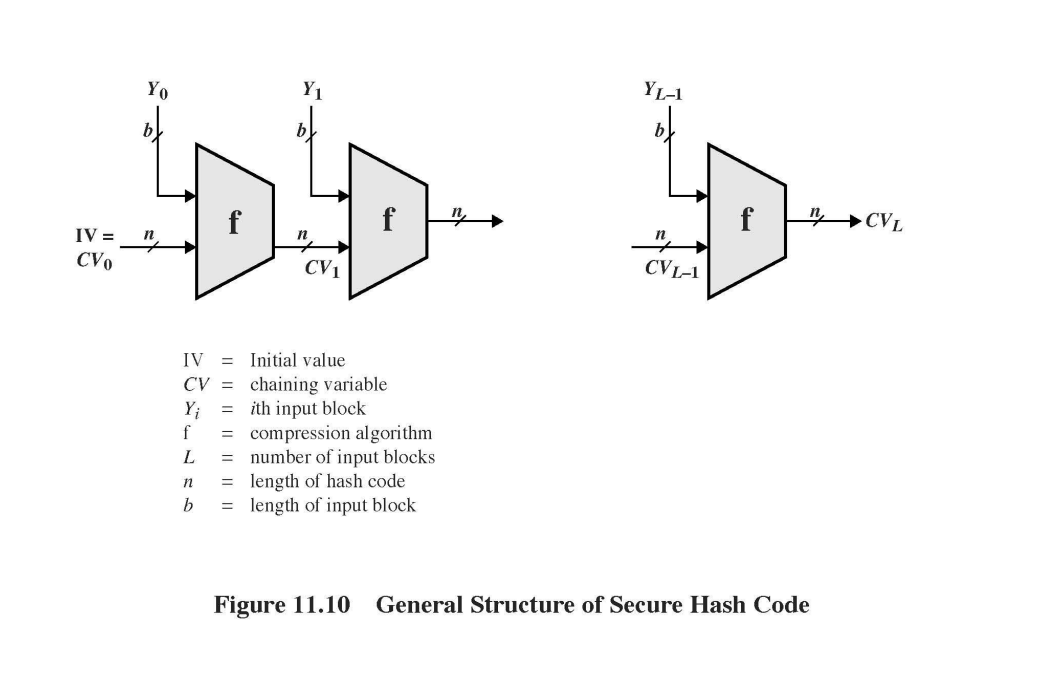 Y0 Y1 YL–1
b b b
f f f
n n n n n
IV =
CV0 CV1 CVL–1 CVL
IV = Initial value
CV = chaining variable
Yi = ith input block
f = compression algorithm
L = number of input blocks
n = length of hash code
b = length of input block
Figure 11.10 General Structure of Secure Hash Code